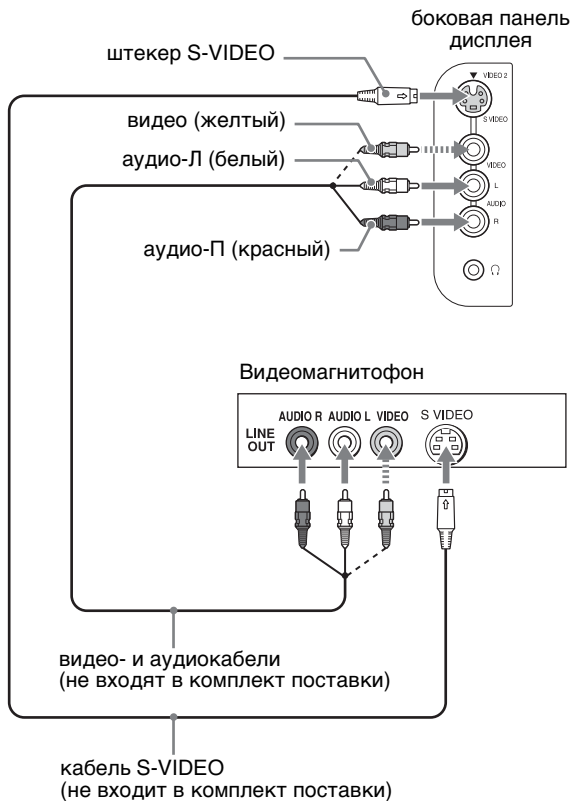 боковая панель
дисплея
штекер S-VIDEO
VIDEO 2
S VIDEO
видео (желтый)
VIDEO
аудио-Л (белый)
L
AUDIO
R
аудио-П (красный)
Видеомагнитофон
AUDIO R AUDIO L VIDEO S VIDEO
LINE
OUT
видео- и аудиокабели
(не входят в комплект поставки)
кабель S-VIDEO
(не входит в комплект поставки)